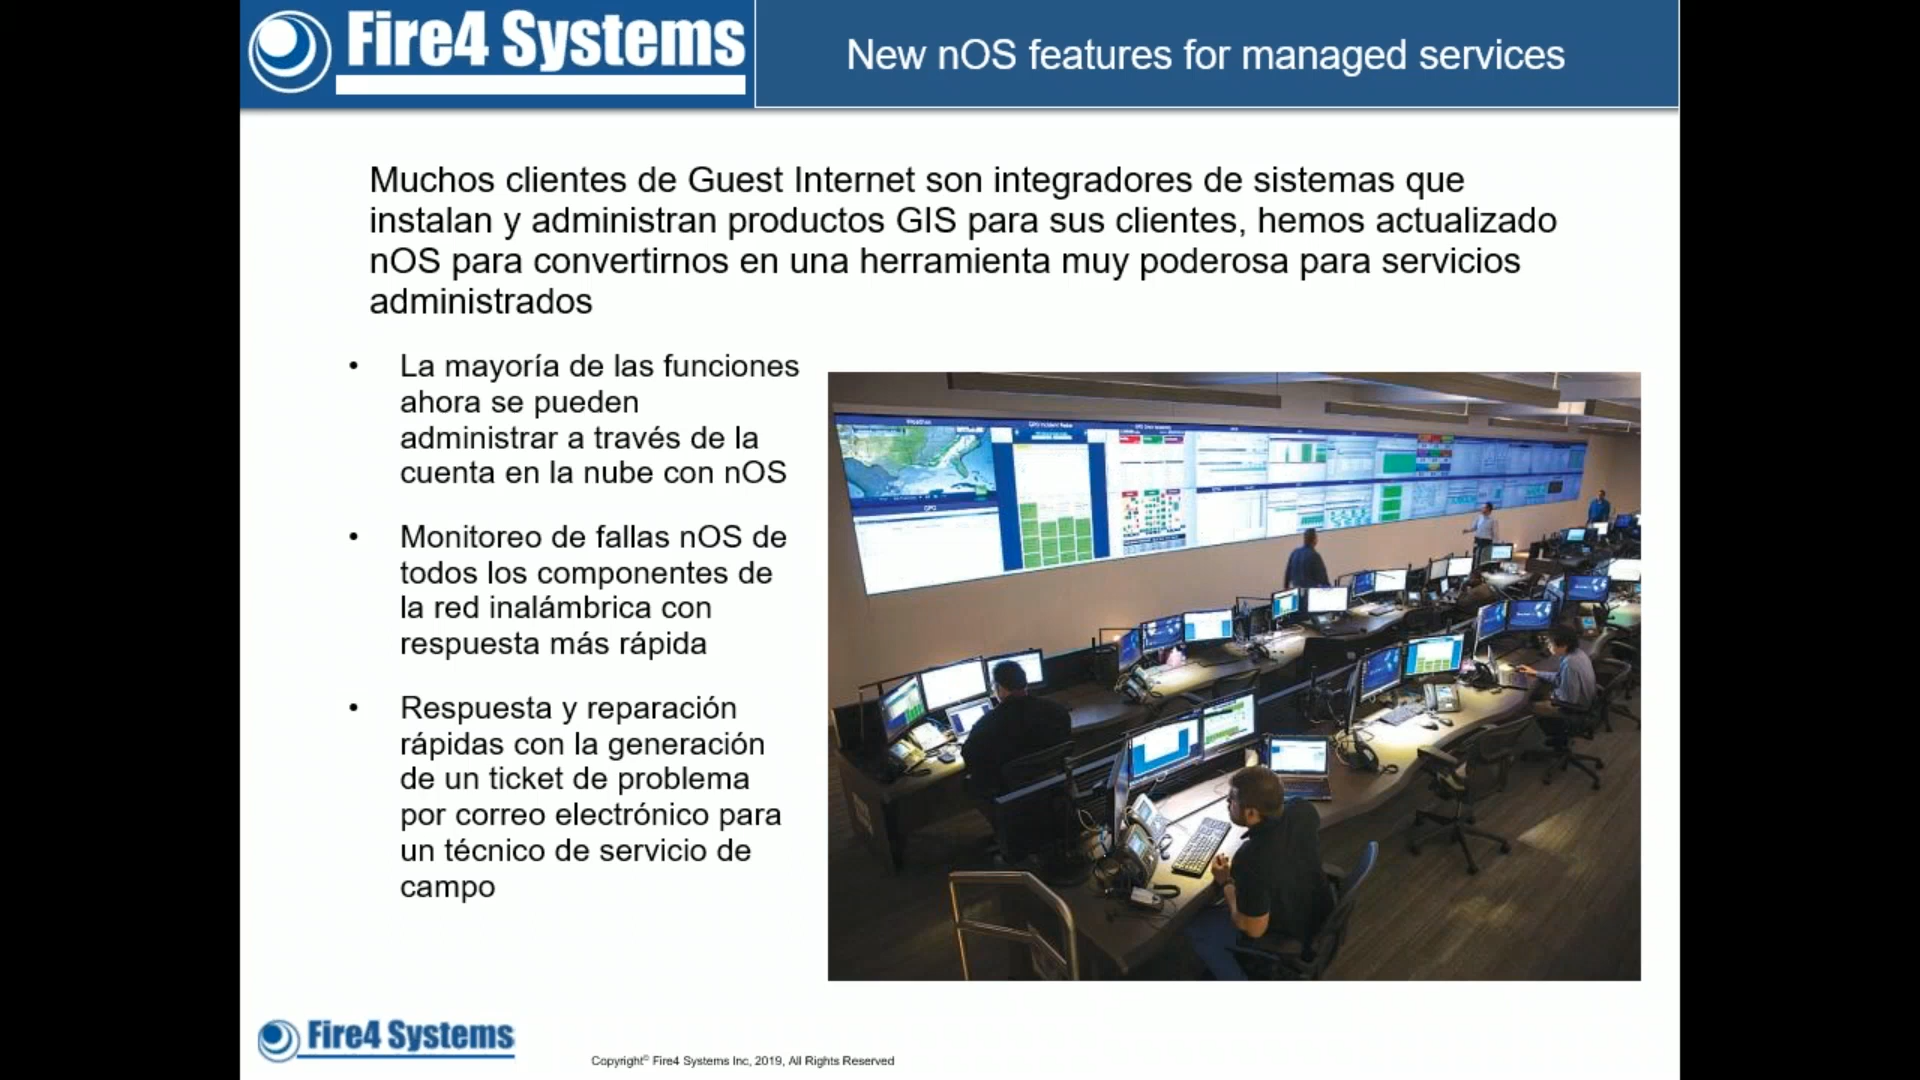 Fire4 Systems
New nOS features for managed services
Muchos clientes de Guest Internet son integradores de sistemas que
instalan y administran productos GIS para sus clientes, hemos actualizado
nOS para convertirnos en una herramienta muy poderosa para servicios
administrados
• La mayoría de las funciones
ahora se pueden
administrar a través de la
cuenta en la nube con nOS
• Monitoreo de fallas nOS de
todos los componentes de
la red inalámbrica con
respuesta más rápida
• Respuesta y reparación
rápidas con la generación
de un ticket de problema
por correo electrónico para
un técnico de servicio de
campo
Fire4 Systems
Copyright© Fire4 Systems Inc, 2019, All Rights Reserved